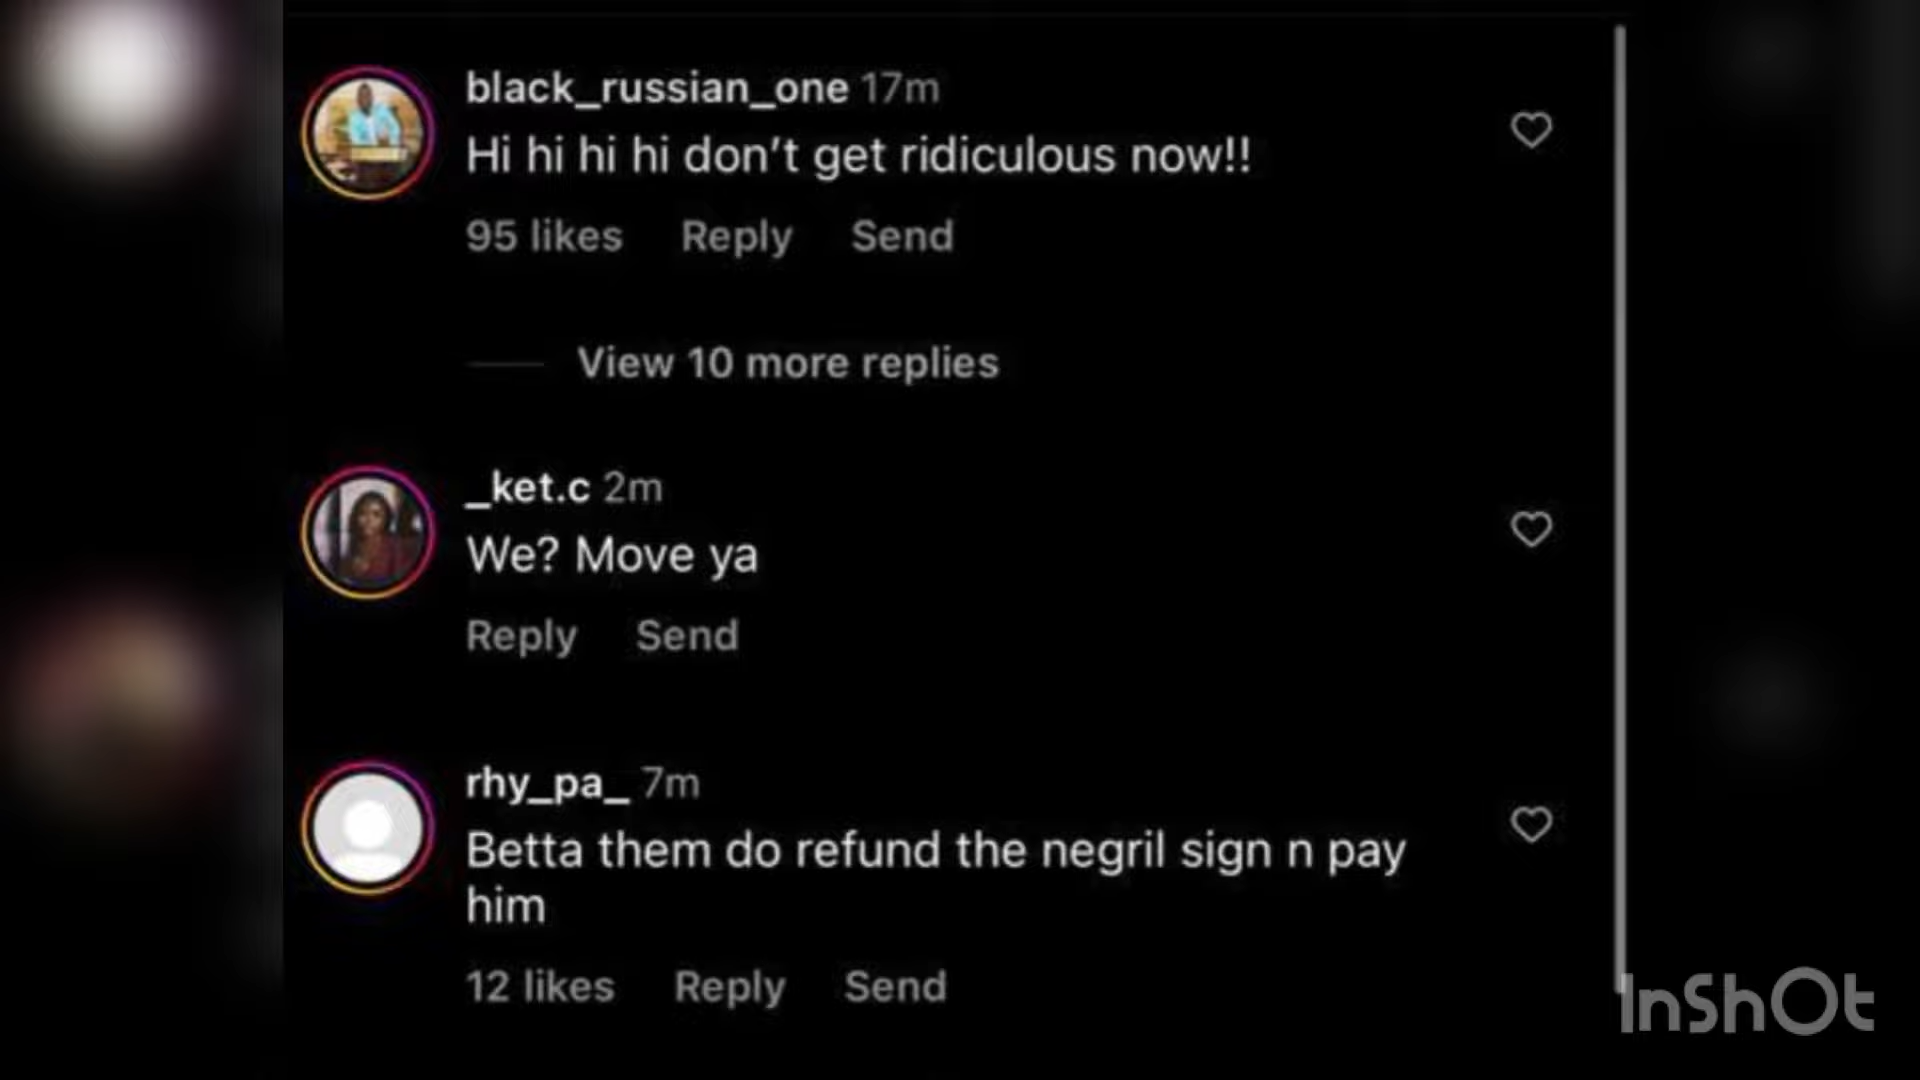 black_russian_one 17m
Hi hi hi hi don’t get ridiculous now!!
95 likes Reply Send
View 10 more replies
_ket.c 2m
We? Move ya
Reply Send
rhy_pa_ 7m
Betta them do refund the negril sign n pay
him
12 likes Reply Send
InShOt